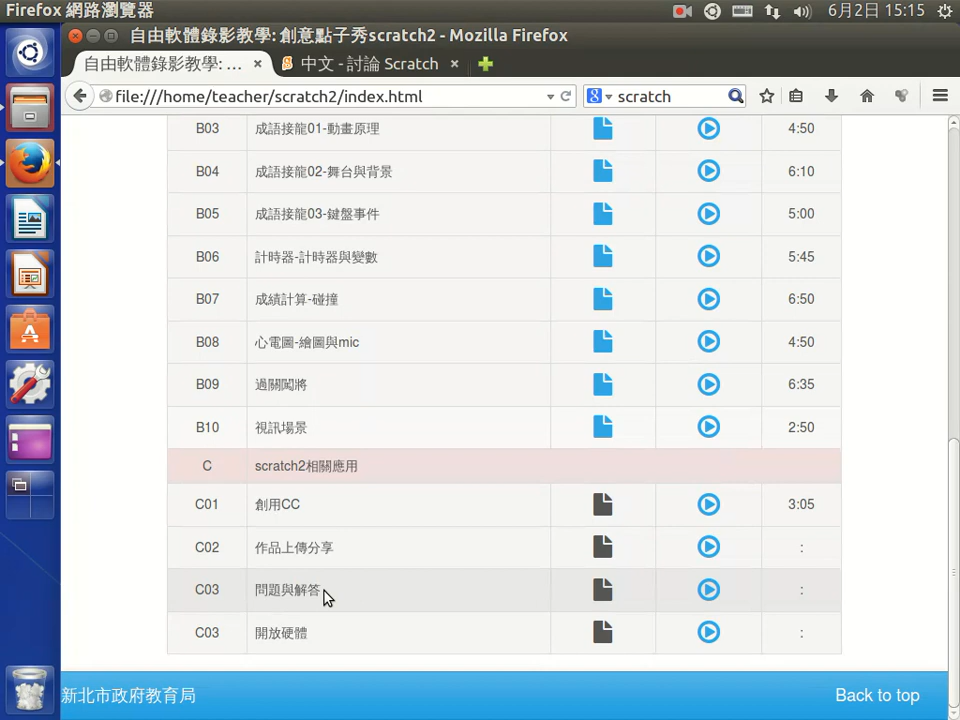 Firefox 網路瀏覽器
6月2日 15:15
自由軟體錄影教學: 創意點子秀scratch2 - Mozilla Firefox
自由軟體錄影教學: ...
中文 - 討論 Scratch
file:///home/teacher/scratch2/index.html
scratch
B03 成語接龍01-動畫原理 4:50
B04 成語接龍02-舞台與背景 6:10
B05 成語接龍03-鍵盤事件 5:00
B06 計時器-計時器與變數 5:45
B07 成績計算-碰撞 6:50
B08 心電圖-繪圖與mic 4:50
B09 過關闖將 6:35
B10 視訊場景 2:50
C scratch2相關應用
C01 創用CC 3:05
C02 作品上傳分享 :
C03 問題與解答 :
C03 開放硬體 :
新北市政府教育局
Back to top